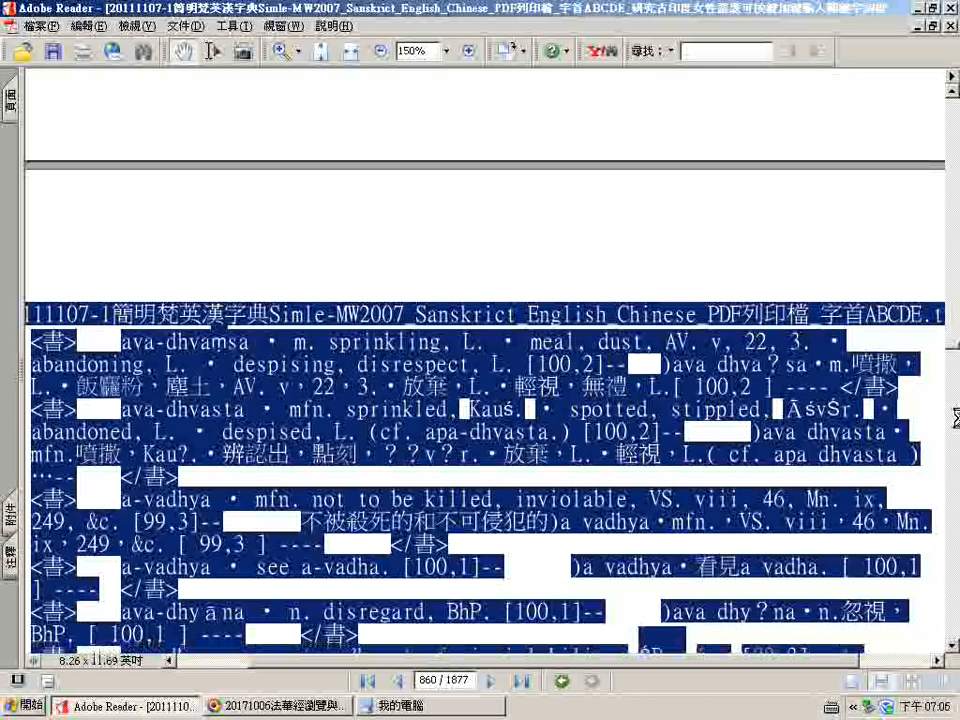 Adobe Reader - [20111107-1簡明梵英漢字典Simle-MW2007_Sanskrict_English_Chinese_PDF列印檔_字首ABCDE_研究古印度女性
檔案(F) 編輯(E) 檢視(V) 文件(D) 工具(T) 視窗(W) 說明(H)
150% 尋找:
頁面
111107-1簡明梵英漢字典Simle-MW2007_Sanskrict_English_Chinese_PDF列印檔_字首ABCDE.t
<書> ava-dhvaṃsa • m. sprinkling, L. • meal, dust, AV. v, 22, 3. •
abandoning, L. • despising, disrespect, L. [100,2]-- )ava dhva?sa•m.噴撒,
L.•飯麤粉,塵土,AV. v,22,3.•放棄,L.•輕視,無禮,L.[ 100,2 ] ---- </書>
<書> ava-dhvasta • mfn. sprinkled, Kauś. • spotted, stippled, ĀśvŚr. •
abandoned, L. • despised, L. (cf. apa-dhvasta.) [100,2]-- )ava dhvasta•
mfn.噴撒,Kau?.•辨認出,點刻,??v?r.•放棄,L.•輕視,L.( cf. apa dhvasta )
…-- </書>
<書> a-vadhya • mfn. not to be killed, inviolable, VS. viii, 46, Mn. ix,
249, &c. [99,3]-- 不被殺死的和不可侵犯的)a vadhya•mfn.,VS. viii,46,Mn.
ix,249,&c. [ 99,3 ] ---- </書>
<書> a-vadhya • see a-vadha. [100,1]-- )a vadhya•看見a vadha. [ 100,1
] ---- </書>
<書> ava-dhyāna • n. disregard, BhP. [100,1]-- )ava dhy?na•n.忽視,
BhP. [ 100,1 ] ---- </書>
附件
注釋
8.26 x 11.69 英吋
860 / 1877
開始 Adobe Reader - [2011110... 20171006法華經瀏覽與... 我的電腦 下午 07:06